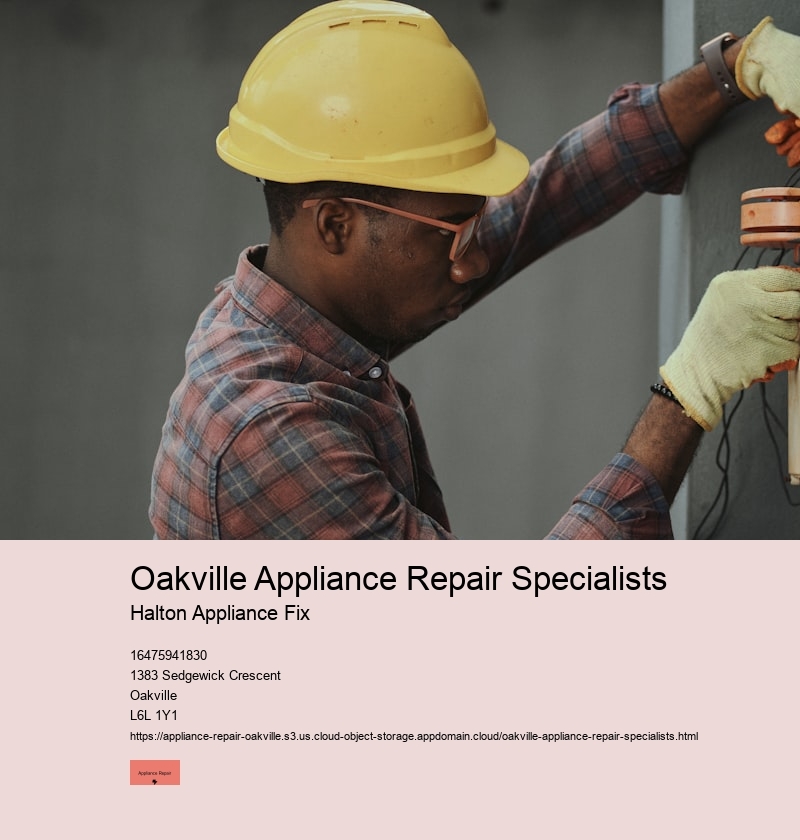 Oakville Appliance Repair Specialists
Halton Appliance Fix
16475941830
1383 Sedgewick Crescent
Oakville
L6L 1Y1
https://appliance-repair-oakville.s3.us.cloud-object-storage.appdomain.cloud/oakville-appliance-repair-specialists.html
Appliance Repair